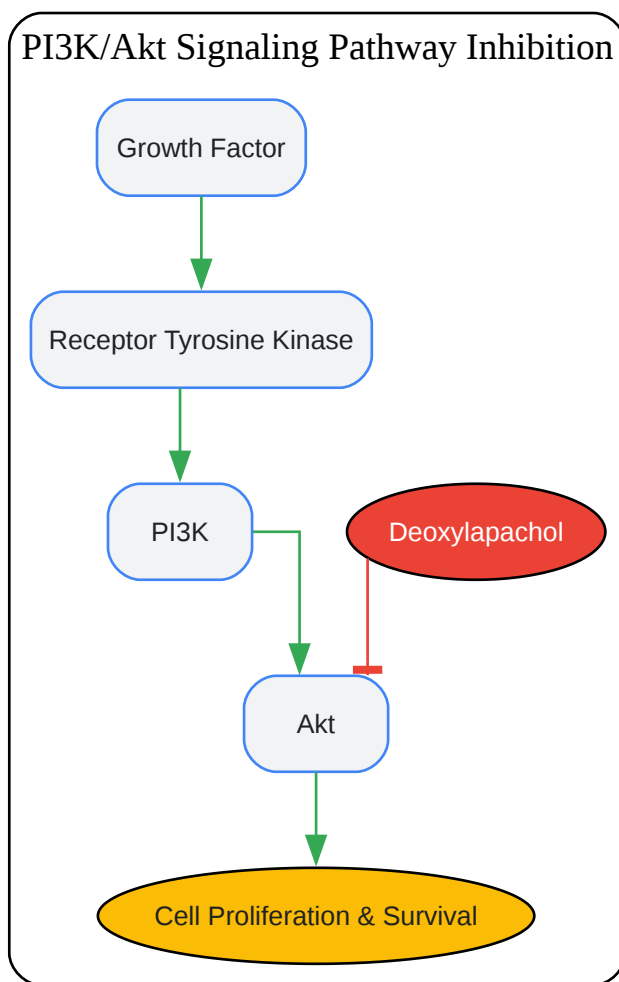 PI3K/Akt Signaling Pathway Inhibition
Growth Factor
Receptor Tyrosine Kinase
PI3K
Deoxylapachol
Akt
Cell Proliferation & Survival